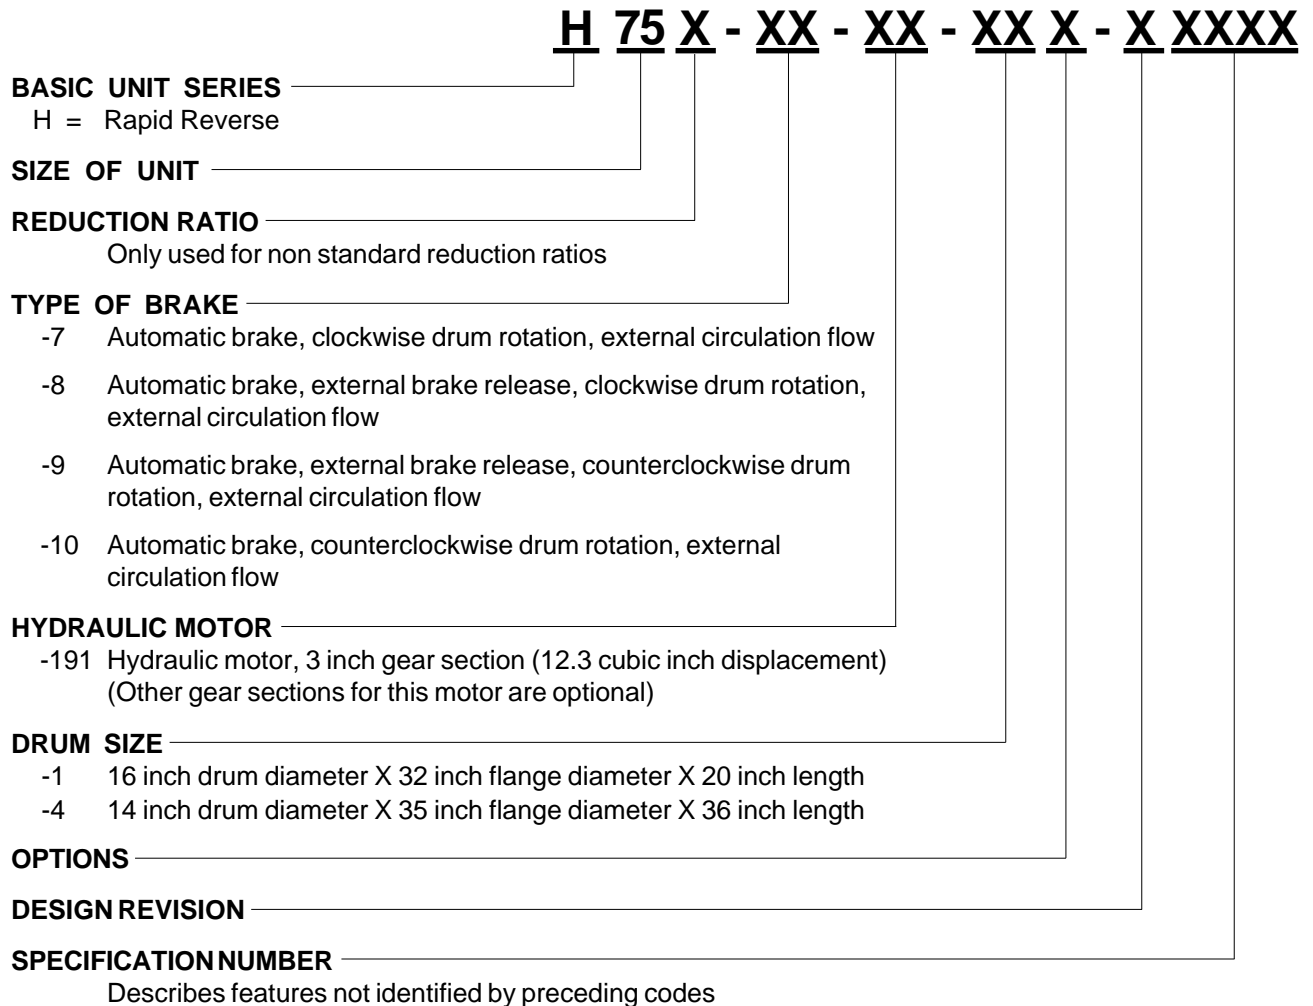 H 75 X - XX - XX - XX X - X XXXX
BASIC UNIT SERIES
H = Rapid Reverse
SIZE OF UNIT
REDUCTION RATIO
Only used for non standard reduction ratios
TYPE OF BRAKE
-7 Automatic brake, clockwise drum rotation, external circulation flow
-8 Automatic brake, external brake release, clockwise drum rotation,
external circulation flow
-9 Automatic brake, external brake release, counterclockwise drum
rotation, external circulation flow
-10 Automatic brake, counterclockwise drum rotation, external
circulation flow
HYDRAULIC MOTOR
-191 Hydraulic motor, 3 inch gear section (12.3 cubic inch displacement)
(Other gear sections for this motor are optional)
DRUM SIZE
-1 16 inch drum diameter X 32 inch flange diameter X 20 inch length
-4 14 inch drum diameter X 35 inch flange diameter X 36 inch length
OPTIONS
DESIGN REVISION
SPECIFICATION NUMBER
Describes features not identified by preceding codes